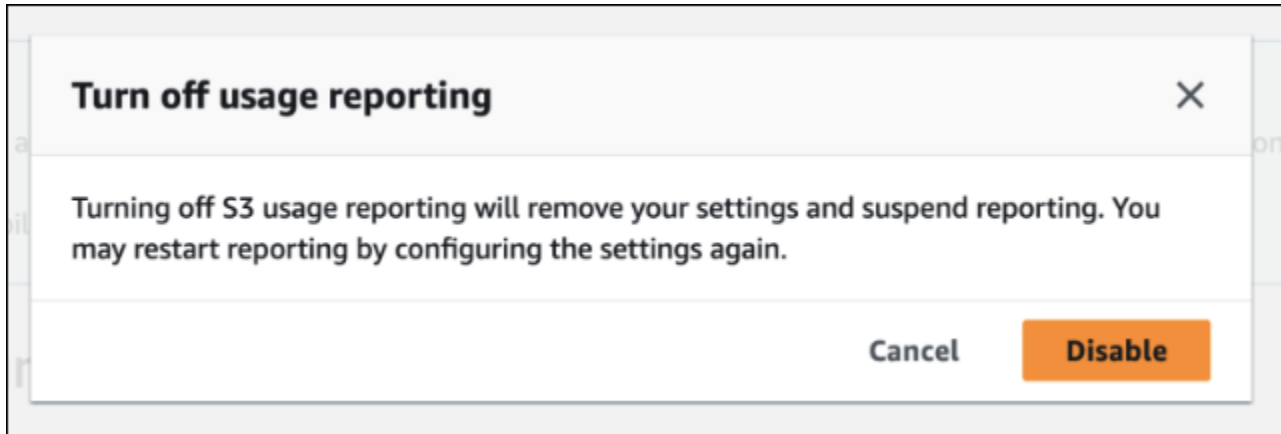 Turn off usage reporting
Turning off S3 usage reporting will remove your settings and suspend reporting. You
may restart reporting by configuring the settings again.
Cancel
Disable